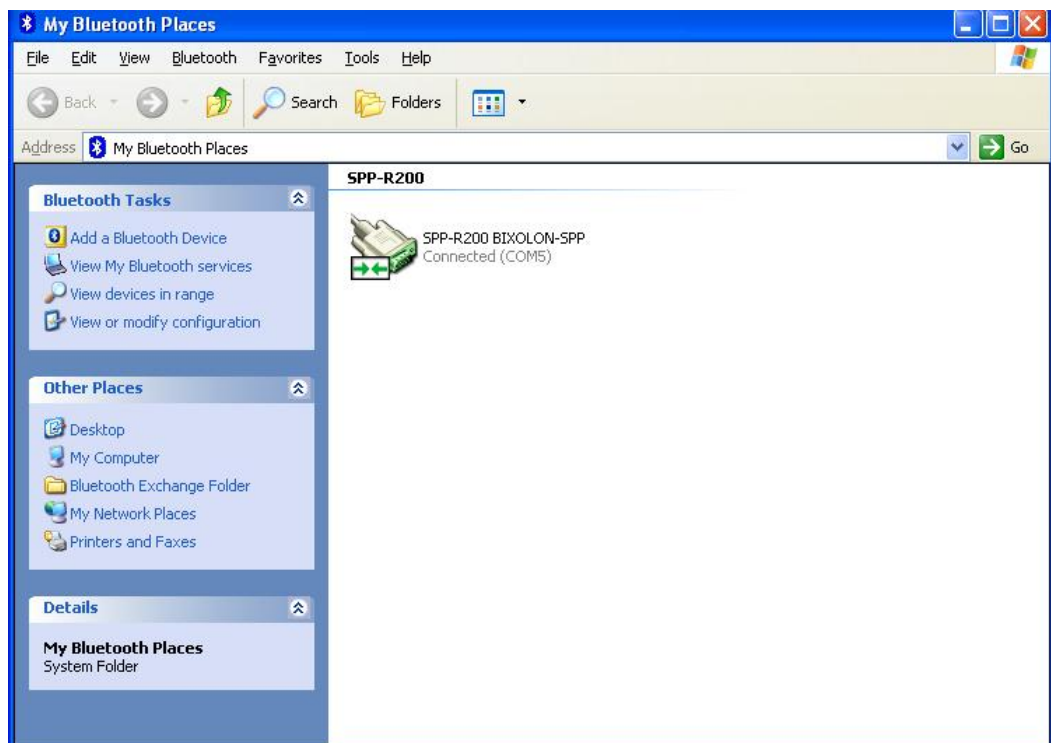 My Bluetooth Places
File Edit View Bluetooth Favorites Tools Help
Back Search Folders
Address My Bluetooth Places Go
Bluetooth Tasks
Add a Bluetooth Device
View My Bluetooth services
View devices in range
View or modify configuration
Other Places
Desktop
My Computer
Bluetooth Exchange Folder
My Network Places
Printers and Faxes
Details
My Bluetooth Places
System Folder
SPP-R200
SPP-R200 BIXOLON-SPP
Connected (COM5)